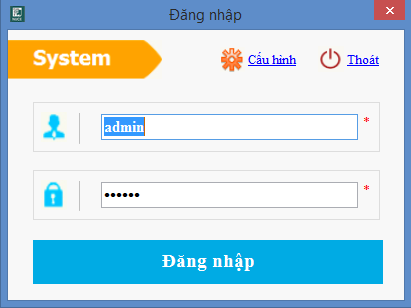 Đăng nhập
System
Cấu hình
Thoát
admin *
•••••• *
Đăng nhập